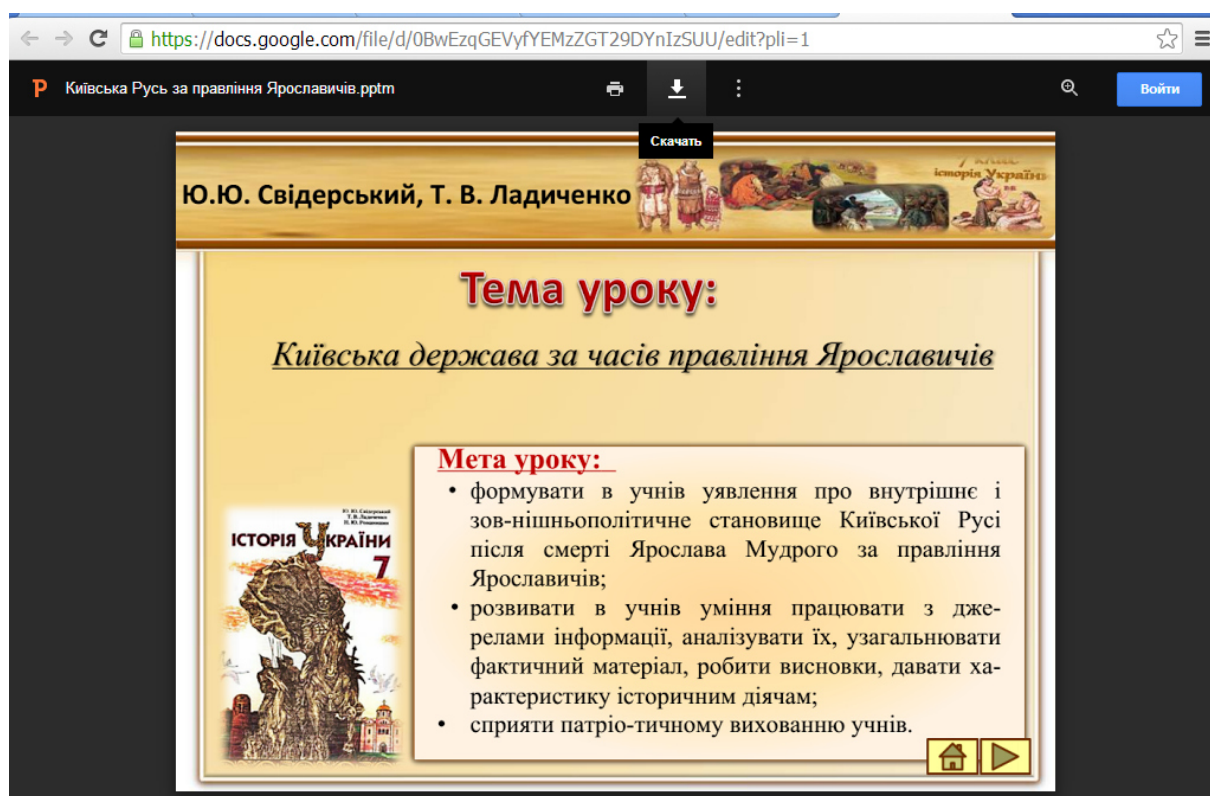 https://docs.google.com/file/d/0BwEzqGEVyfYEMzZGT29DYnIzSUU/edit?pli=1
Київська Русь за правління Ярославичів.pptm
Войти
Скачать
7 клас
історія України
Ю.Ю. Свідерський, Т. В. Ладиченко
Тема уроку:
Київська держава за часів правління Ярославичів
Мета уроку:
• формувати в учнів уявлення про внутрішнє і
зов-нішньополітичне становище Київської Русі
після смерті Ярослава Мудрого за правління
Ярославичів;
• розвивати в учнів уміння працювати з дже-
релами інформації, аналізувати їх, узагальнювати
фактичний матеріал, робити висновки, давати ха-
рактеристику історичним діячам;
• сприяти патріо-тичному вихованню учнів.
Т. В. Ладиченко
ІСТОРІЯ УКРАЇНИ
7